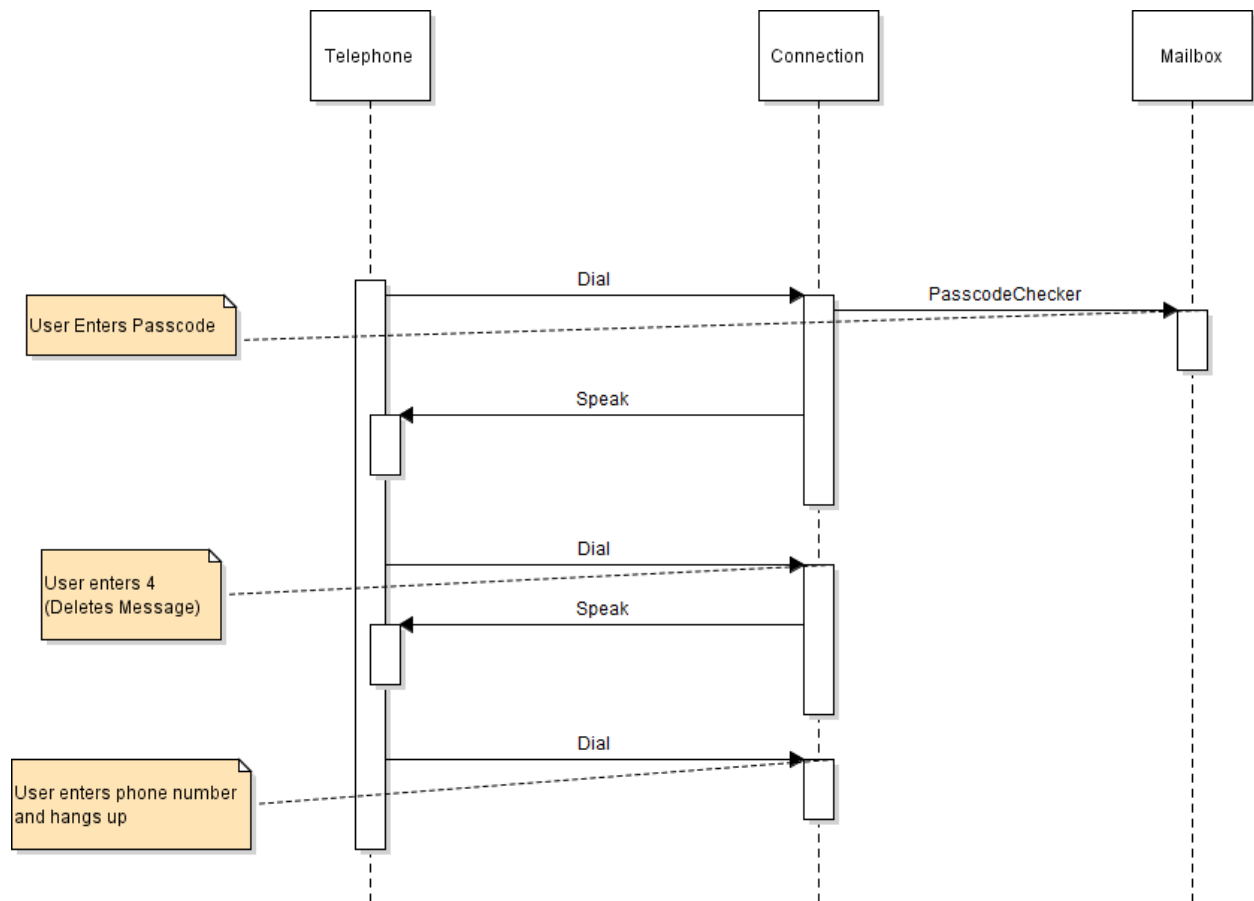 Telephone
Connection
Mailbox
Dial
PasscodeChecker
User Enters Passcode
Speak
Dial
User enters 4
(Deletes Message)
Speak
Dial
User enters phone number
and hangs up